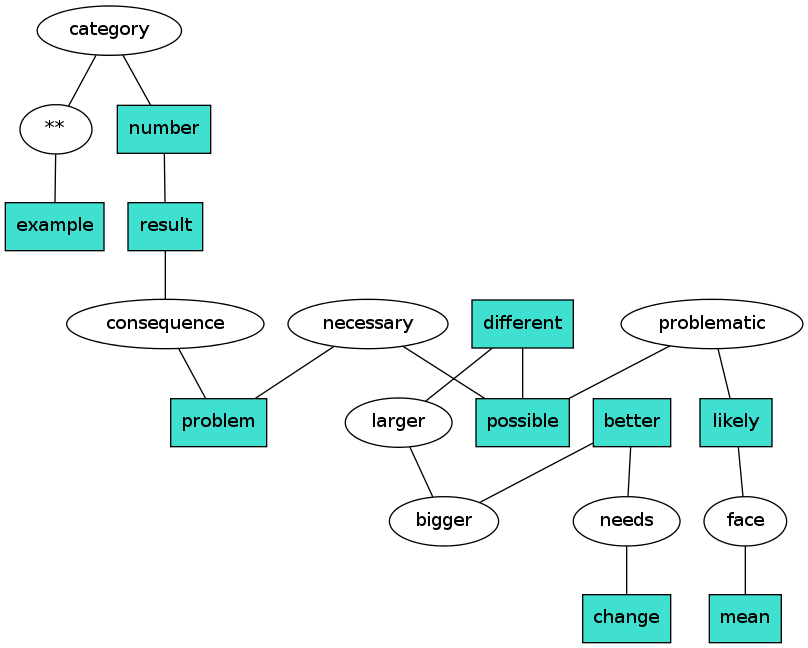 category
**
number
example
result
consequence
necessary
different
problematic
problem
larger
possible
better
likely
bigger
needs
face
change
mean